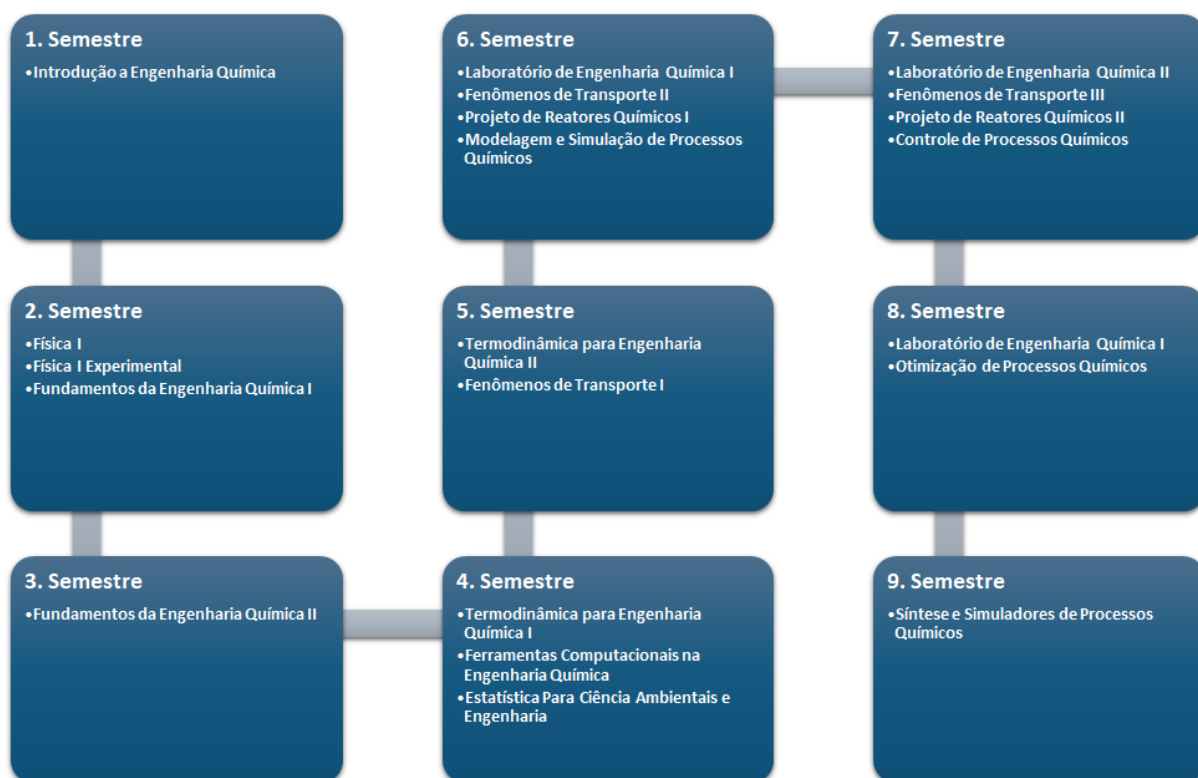 1. Semestre
•Introdução a Engenharia Química
2. Semestre
•Física I
•Física I Experimental
•Fundamentos da Engenharia Química I
3. Semestre
•Fundamentos da Engenharia Química II
4. Semestre
•Termodinâmica para Engenharia
Química I
•Ferramentas Computacionais na
Engenharia Química
•Estatística Para Ciência Ambientais e
Engenharia
5. Semestre
•Termodinâmica para Engenharia
Química II
•Fenômenos de Transporte I
6. Semestre
•Laboratório de Engenharia Química I
•Fenômenos de Transporte II
•Projeto de Reatores Químicos I
•Modelagem e Simulação de Processos
Químicos
7. Semestre
•Laboratório de Engenharia Química II
•Fenômenos de Transporte III
•Projeto de Reatores Químicos II
•Controle de Processos Químicos
8. Semestre
•Laboratório de Engenharia Química I
•Otimização de Processos Químicos
9. Semestre
•Síntese e Simuladores de Processos
Químicos